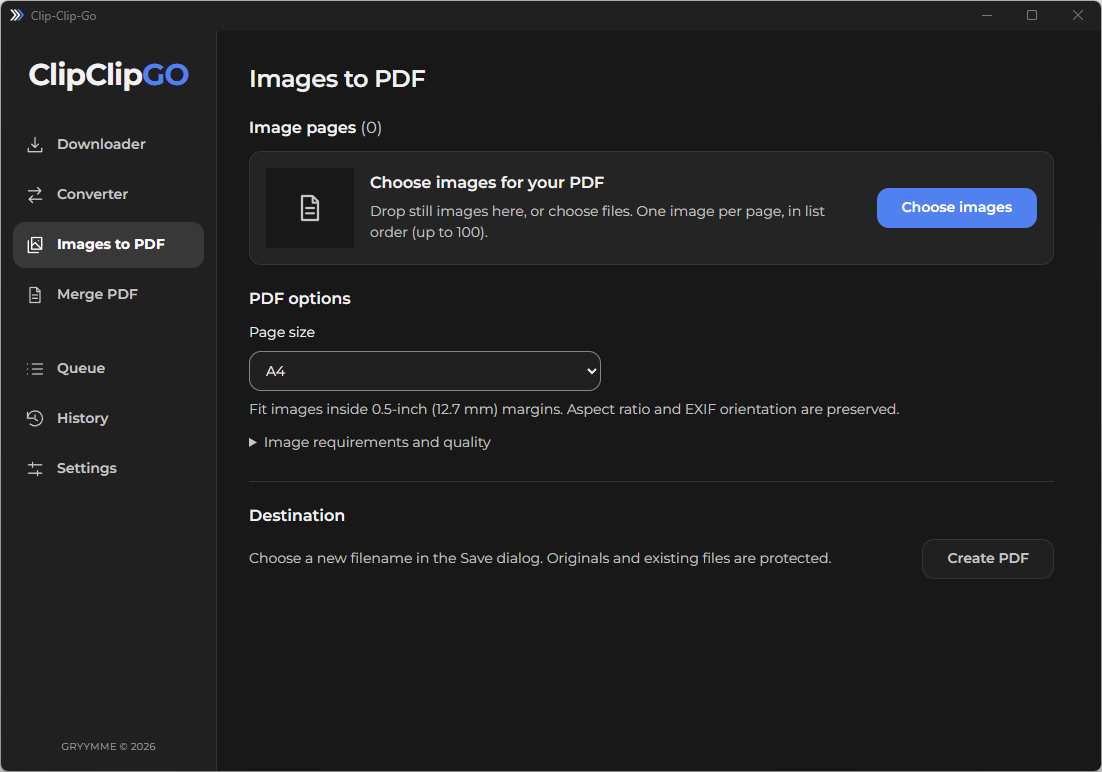 Clip-Clip-Go
ClipClipGO
Downloader
Converter
Images to PDF
Merge PDF
Queue
History
Settings
GRYYMME © 2026
Images to PDF
Image pages (0)
Choose images for your PDF
Drop still images here, or choose files. One image per page, in list
order (up to 100).
Choose images
PDF options
Page size
A4
Fit images inside 0.5-inch (12.7 mm) margins. Aspect ratio and EXIF orientation are preserved.
Image requirements and quality
Destination
Choose a new filename in the Save dialog. Originals and existing files are protected.
Create PDF